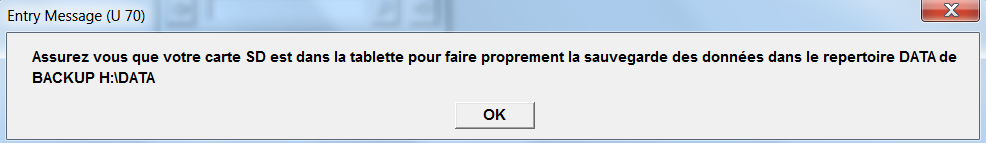 Entry Message (U 70)
Assurez vous que votre carte SD est dans la tablette pour faire proprement la sauvegarde des données dans le repertoire DATA de
BACKUP H:\DATA
OK